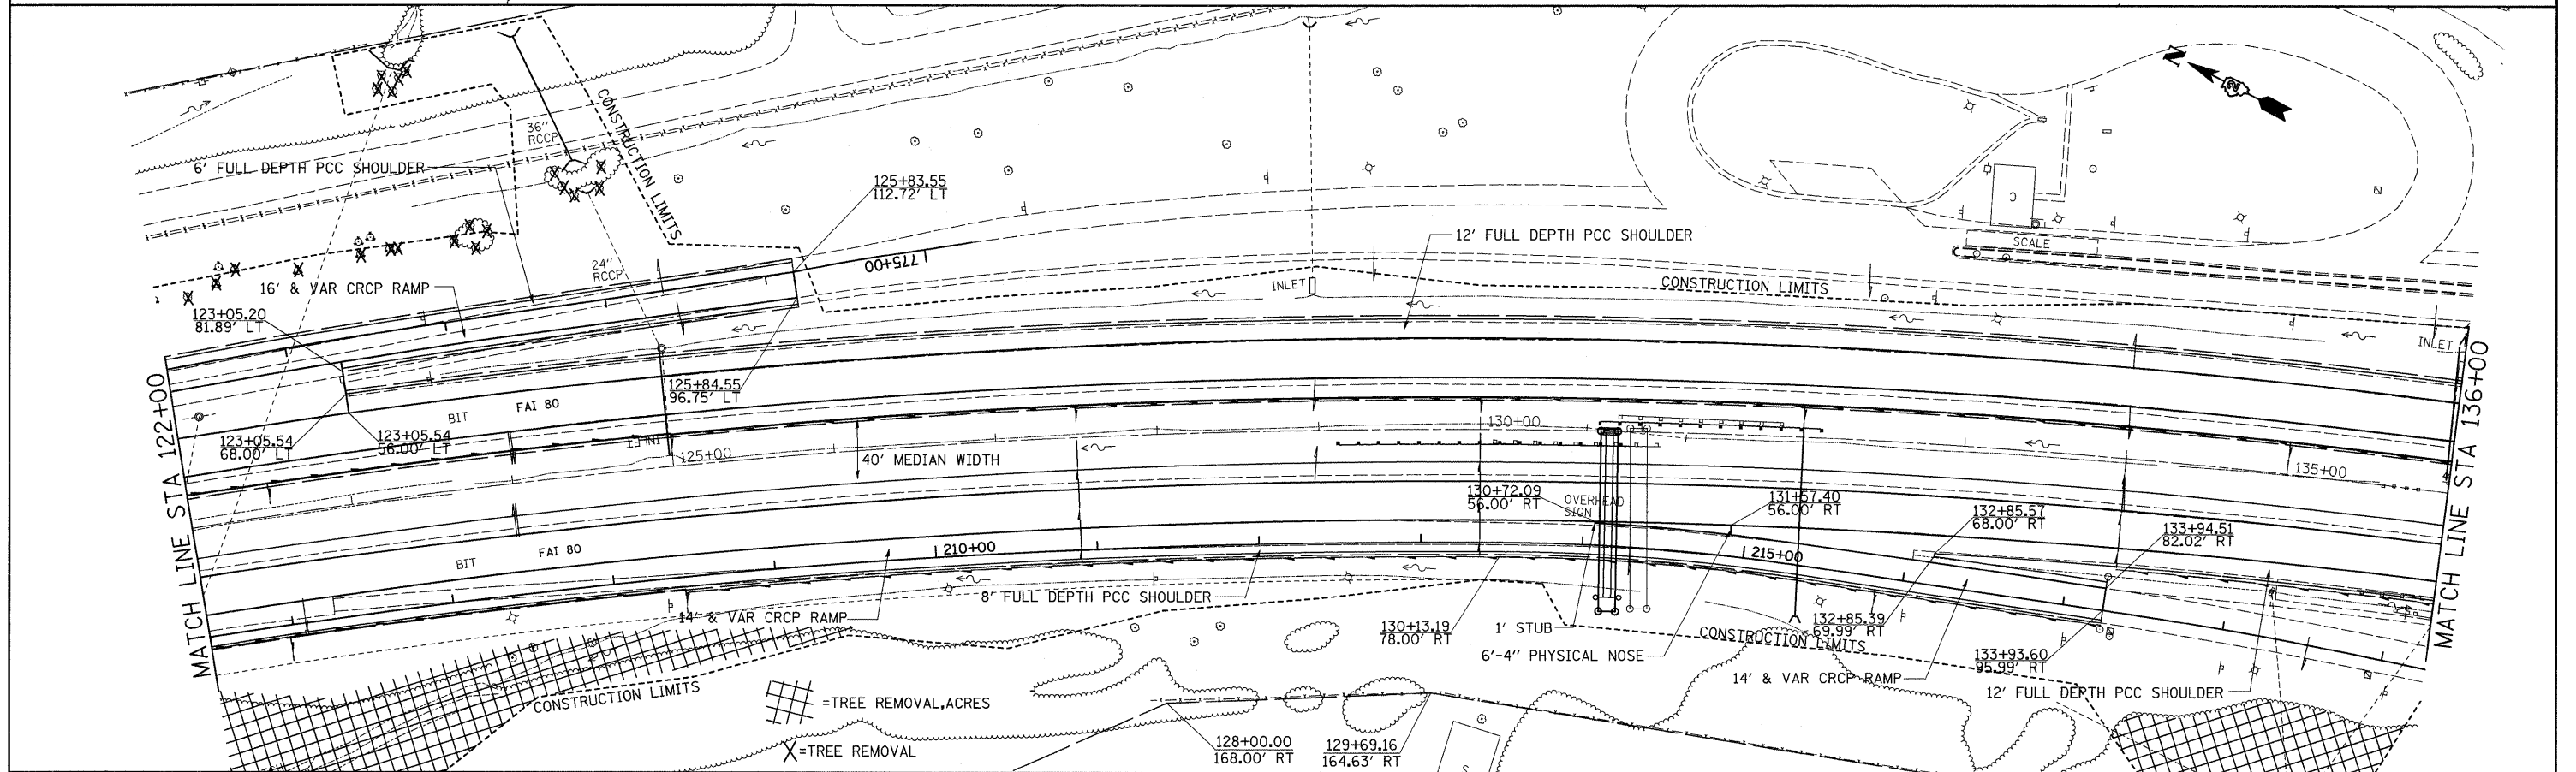 N
2
36"
RCCP
CONSTRUCTION LIMITS
6' FULL DEPTH PCC SHOULDER
125+83.55
112.72' LT
12' FULL DEPTH PCC SHOULDER
SCALE
24"
RCCP
1775+00
16' & VAR CRCP RAMP
INLET
CONSTRUCTION LIMITS
123+05.20
81.89' LT
INLET
MATCH LINE STA 122+00
MATCH LINE STA 136+00
125+84.55
96.75' LT
BIT
FAI 80
123+05.54
68.00' LT
123+05.54
56.00' LT
INLET
125+00
130+00
40' MEDIAN WIDTH
135+00
130+72.09
56.00' RT
OVERHEAD
SIGN
131+57.40
56.00' RT
132+85.57
68.00' RT
133+94.51
82.02' RT
BIT
FAI 80
210+00
215+00
8' FULL DEPTH PCC SHOULDER
14' & VAR CRCP RAMP
130+13.19
78.00' RT
1' STUB
132+85.39
69.99' RT
CONSTRUCTION LIMITS
6'-4" PHYSICAL NOSE
133+93.60
95.99' RT
14' & VAR CRCP RAMP
12' FULL DEPTH PCC SHOULDER
CONSTRUCTION LIMITS
=TREE REMOVAL,ACRES
X=TREE REMOVAL
128+00.00
168.00' RT
129+69.16
164.63' RT